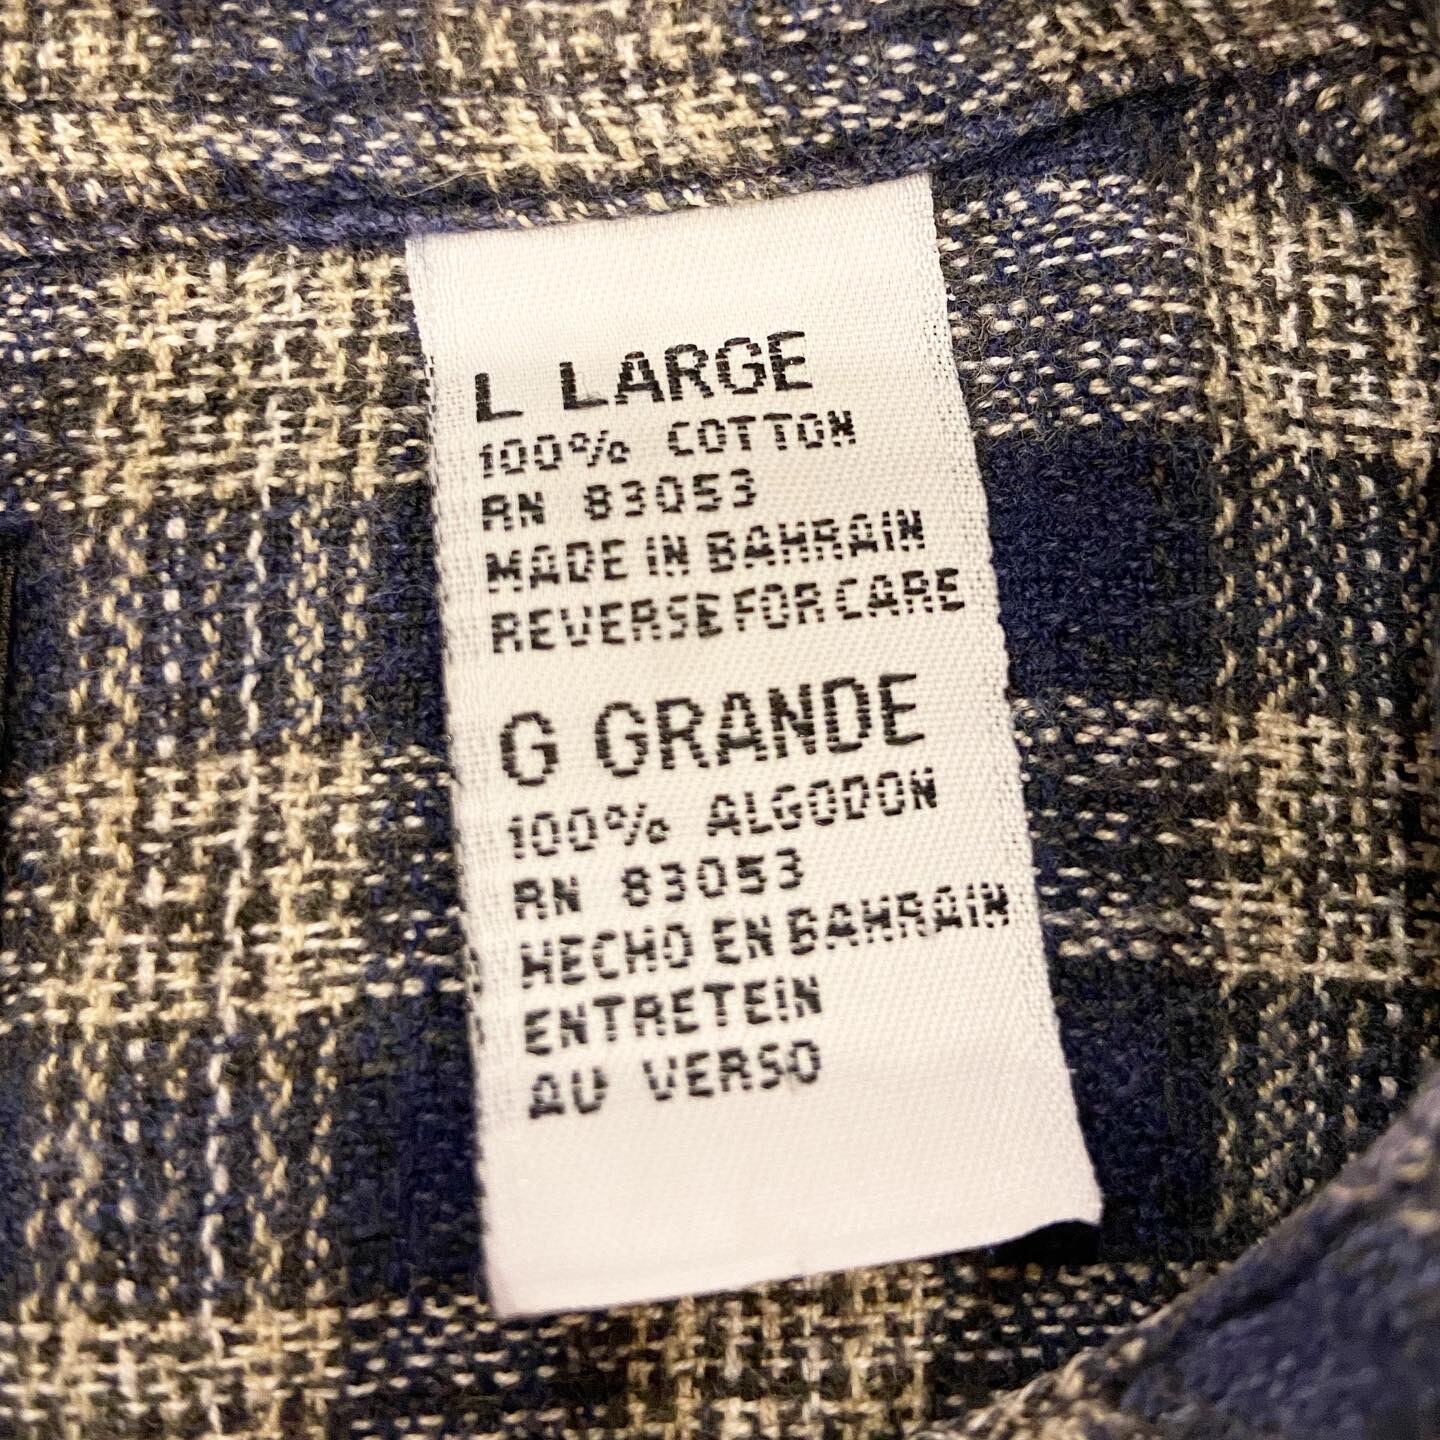 L LARGE
100% COTTON
RN 83053
MADE IN BAHRAIN
REVERSE FOR CARE
G GRANDE
100% ALGODON
RN 83053
HECHO EN BAHRAIN
ENTRETEIN
AU VERSO